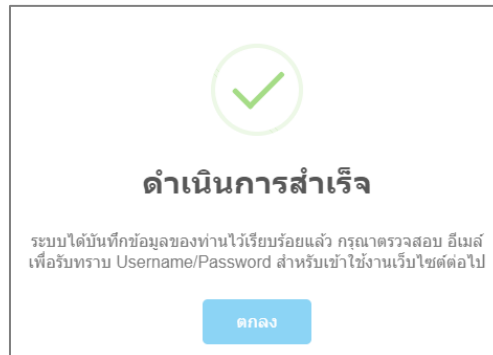 ดำเนินการสำเร็จ
ระบบได้บันทึกข้อมูลของท่านไว้เรียบร้อยแล้ว กรุณาตรวจสอบ อีเมล์
เพื่อรับทราบ Username/Password สำหรับเข้าใช้งานเว็บไซต์ต่อไป
ตกลง